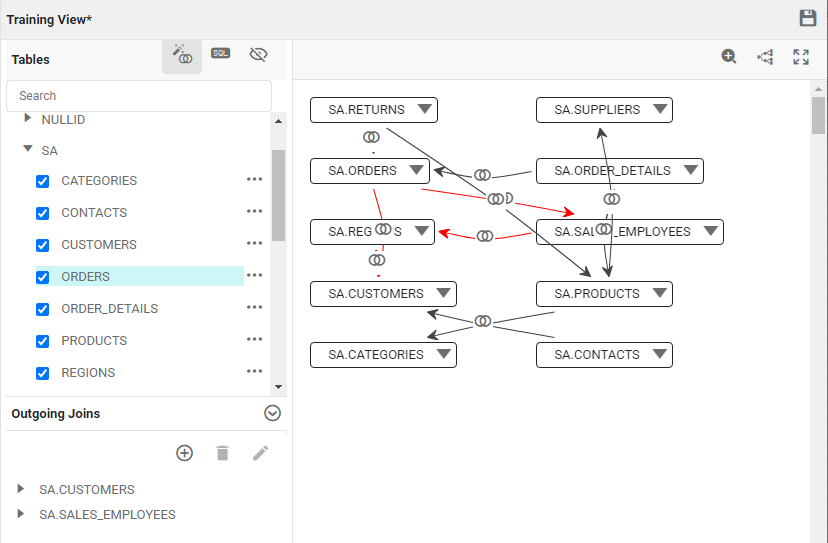 Training View*
Tables
SQL
Search
NULLID
SA
CATEGORIES
CONTACTS
CUSTOMERS
ORDERS
ORDER_DETAILS
PRODUCTS
REGIONS
Outgoing Joins
SA.CUSTOMERS
SA.SALES_EMPLOYEES
SA.RETURNS
SA.SUPPLIERS
SA.ORDERS
SA.ORDER_DETAILS
SA.REG S
SA.SAL _EMPLOYEES
SA.CUSTOMERS
SA.PRODUCTS
SA.CATEGORIES
SA.CONTACTS